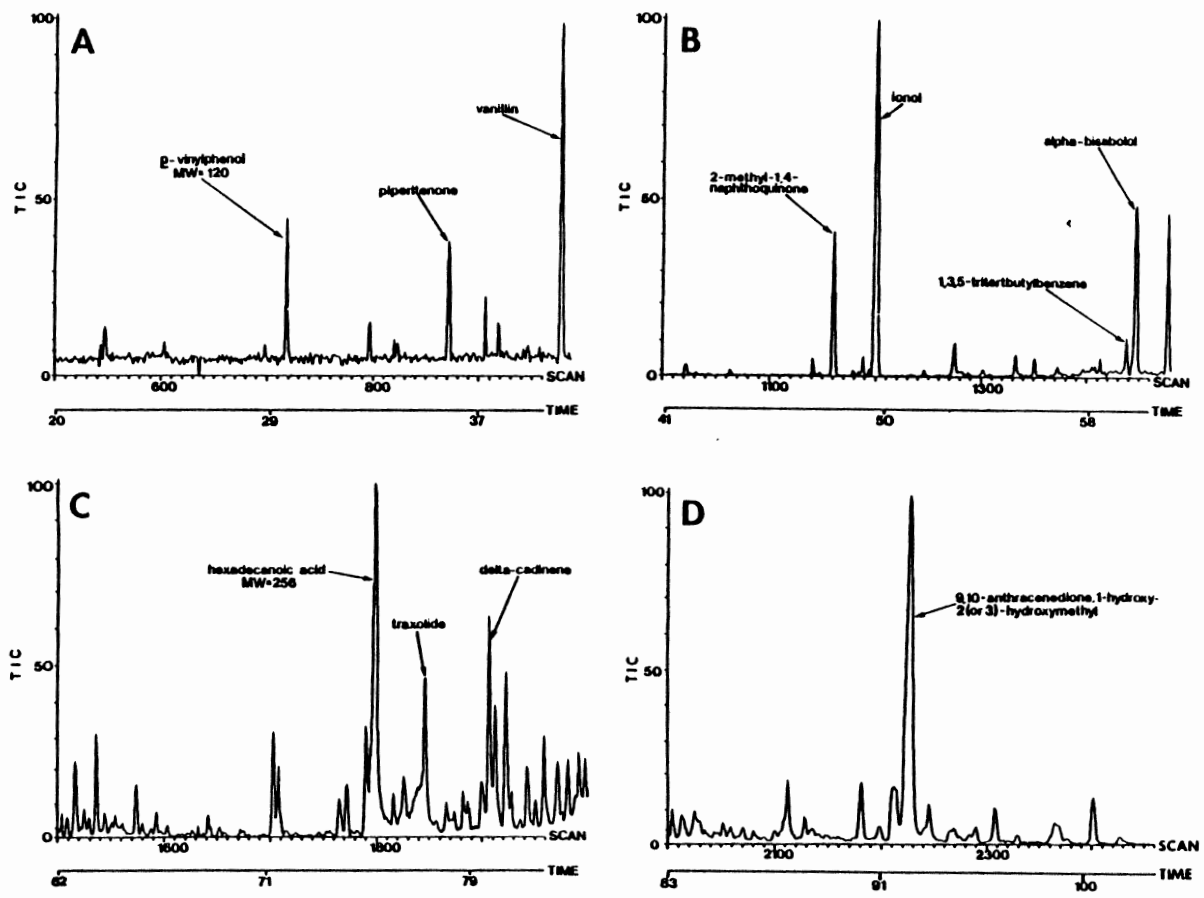 100
A
vanillin
p-vinylphenol
MW=120
piperitenone
TIC
50
0
600
800
SCAN
20
29
37
TIME
100
B
ionol
alpha-bisabolol
2-methyl-1,4-
naphthoquinone
TIC
50
1,3,5-tritertbutylbenzene
0
1100
1300
SCAN
41
50
58
TIME
100
C
hexadecanoic acid
MW=256
delta-cadinene
traxolide
TIC
50
0
1600
1800
SCAN
62
71
79
TIME
100
D
9,10-anthracenedione,1-hydroxy-
2(or 3)-hydroxymethyl
TIC
50
0
2100
2300
SCAN
83
91
100
TIME